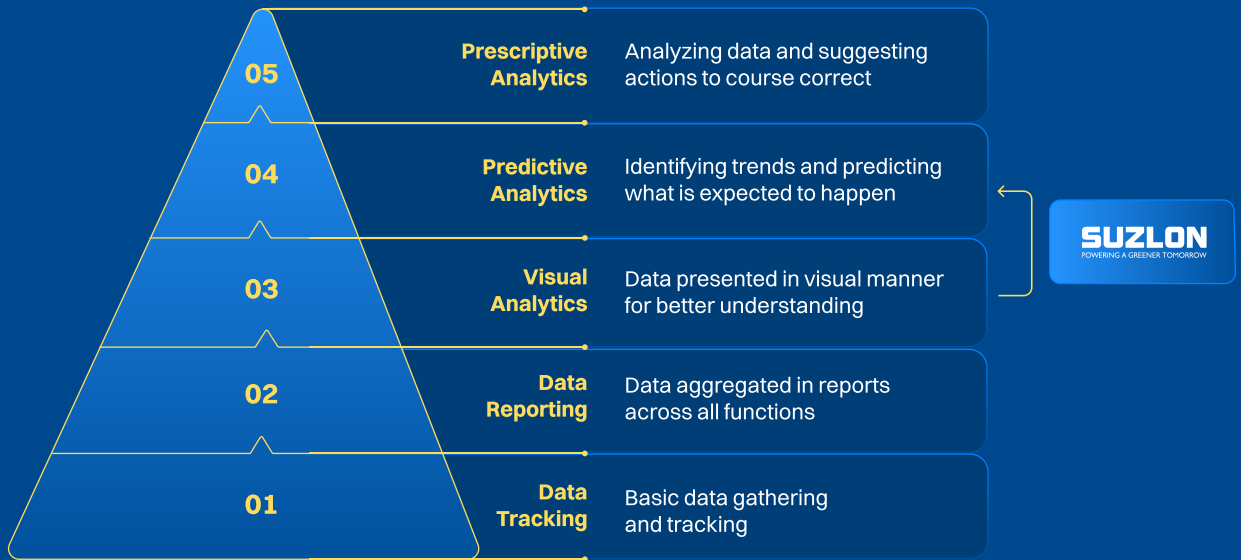 05
Prescriptive
Analytics
Analyzing data and suggesting
actions to course correct
04
Predictive
Analytics
Identifying trends and predicting
what is expected to happen
SUZLON
POWERING A GREENER TOMORROW
03
Visual
Analytics
Data presented in visual manner
for better understanding
02
Data
Reporting
Data aggregated in reports
across all functions
01
Data
Tracking
Basic data gathering
and tracking